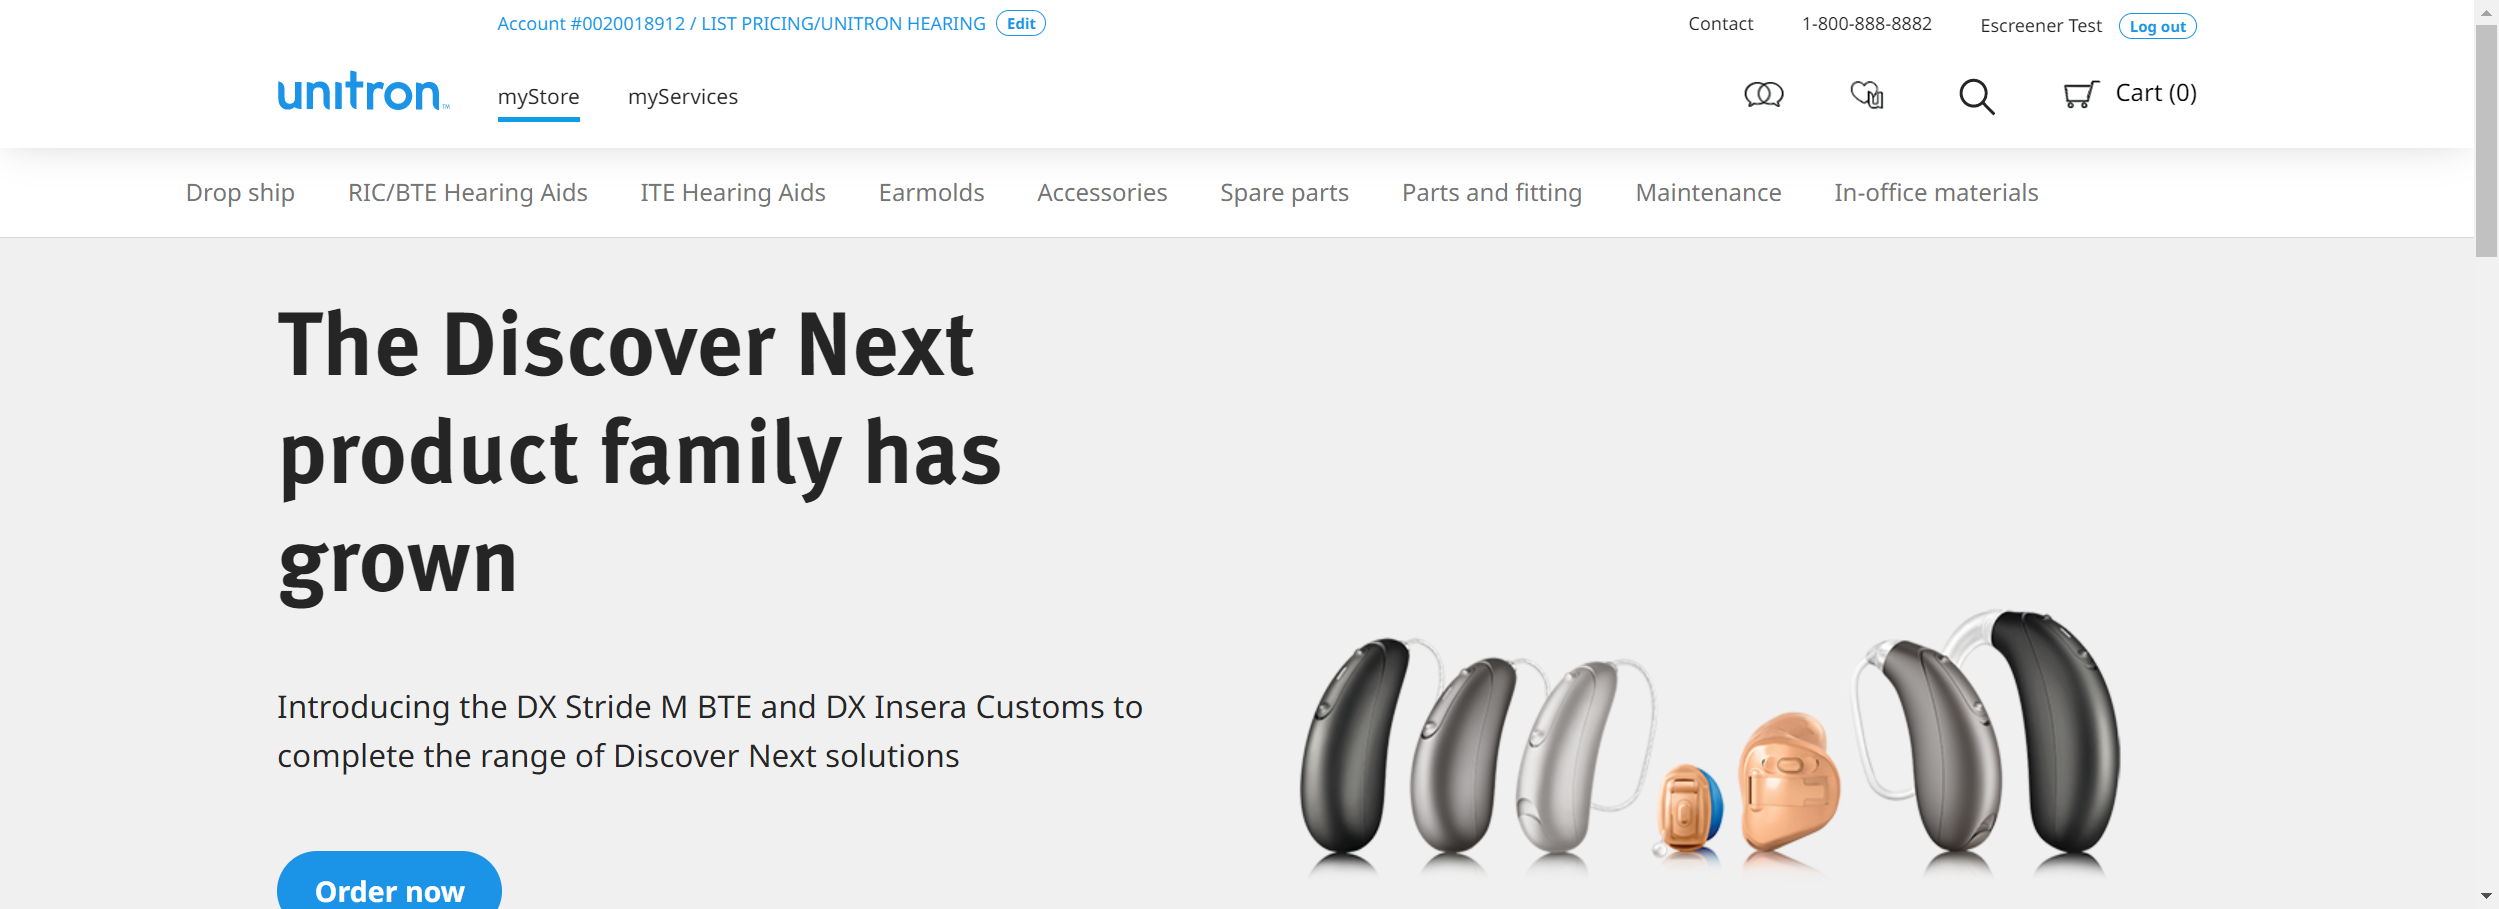 Account #0020018912 / LIST PRICING/UNITRON HEARING Edit
Contact 1-800-888-8882 Escreener Test Log out
unitron™ myStore myServices Cart (0)
Drop ship RIC/BTE Hearing Aids ITE Hearing Aids Earmolds Accessories Spare parts Parts and fitting Maintenance In-office materials
The Discover Next
product family has
grown
Introducing the DX Stride M BTE and DX Insera Customs to
complete the range of Discover Next solutions
Order now